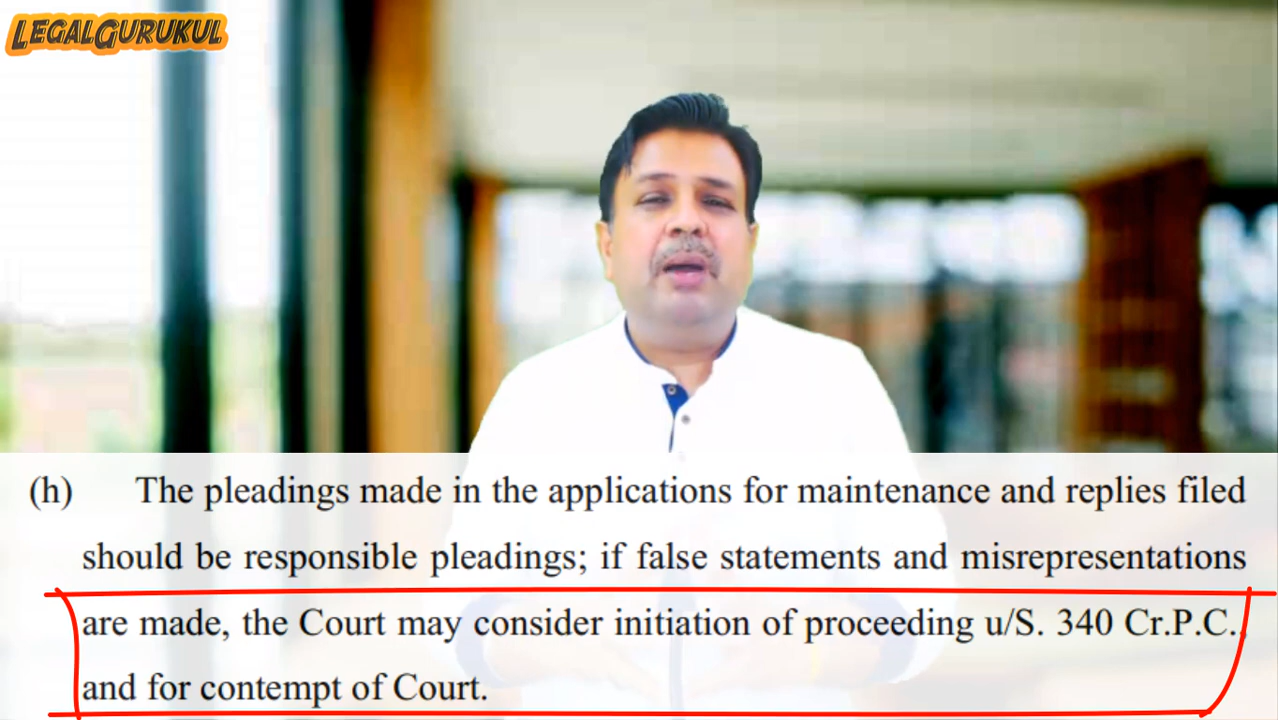 LEGALGURUKUL
(h) The pleadings made in the applications for maintenance and replies filed
should be responsible pleadings; if false statements and misrepresentations
are made, the Court may consider initiation of proceeding u/S. 340 Cr.P.C.,
and for contempt of Court.